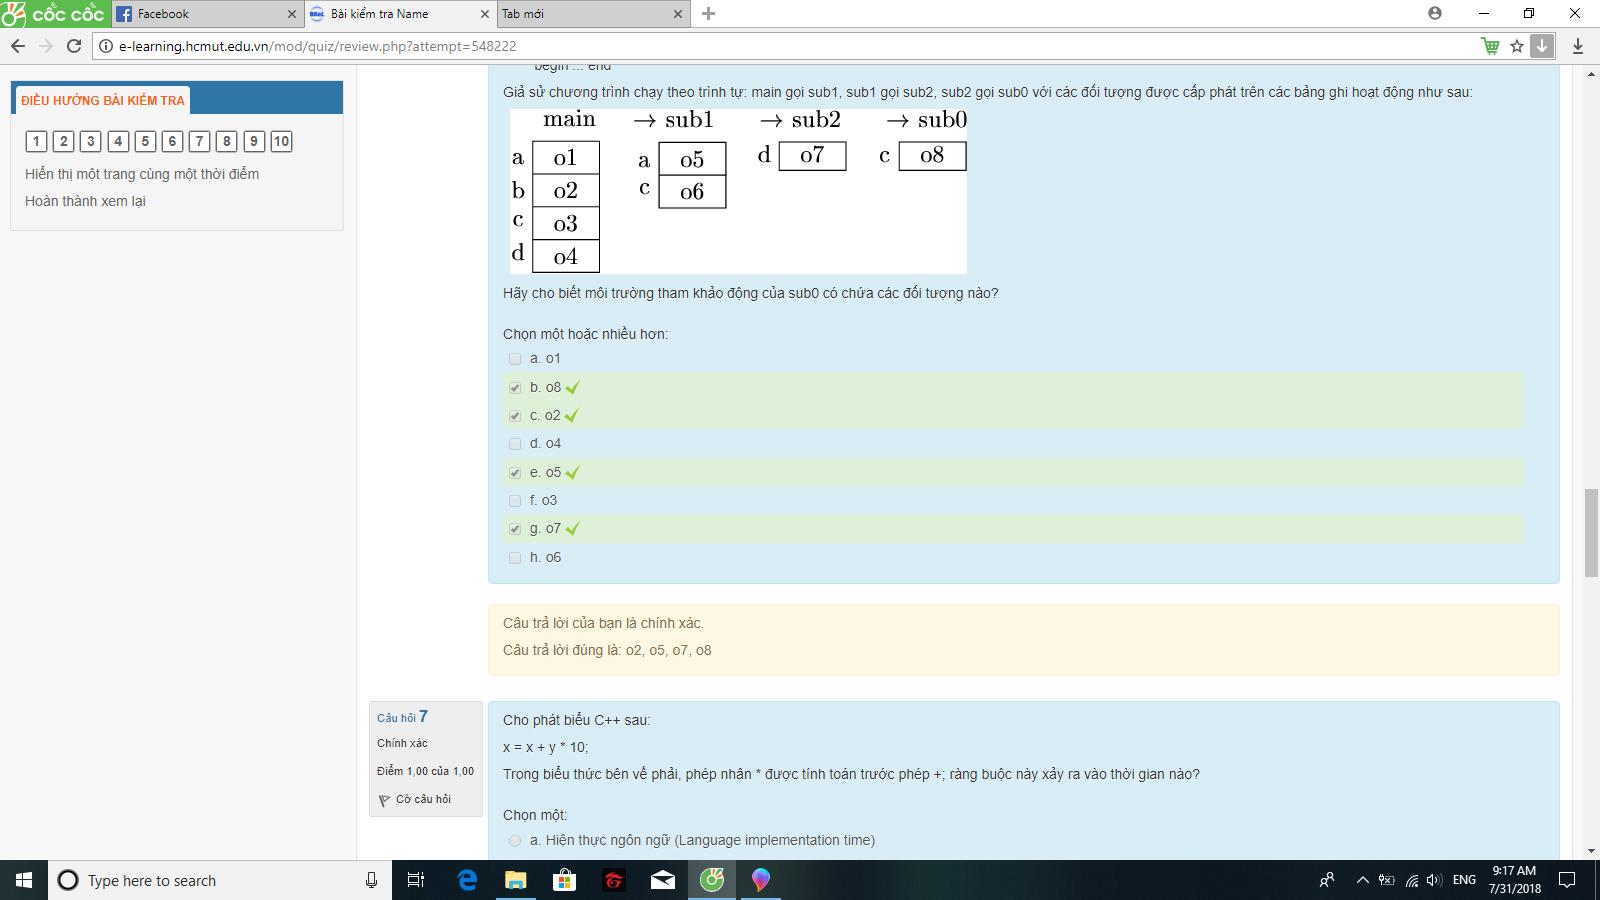 cốc cốc
Facebook
Bài kiểm tra Name
Tab mới
e-learning.hcmut.edu.vn/mod/quiz/review.php?attempt=548222
ĐIỀU HƯỚNG BÀI KIỂM TRA
1 2 3 4 5 6 7 8 9 10
Hiển thị một trang cùng một thời điểm
Hoàn thành xem lại
begin ... end
Giả sử chương trình chạy theo trình tự: main gọi sub1, sub1 gọi sub2, sub2 gọi sub0 với các đối tượng được cấp phát trên các bảng ghi hoạt động như sau:
main → sub1 → sub2 → sub0
a o1 a o5 d o7 c o8
b o2 c o6
c o3
d o4
Hãy cho biết môi trường tham khảo động của sub0 có chứa các đối tượng nào?
Chọn một hoặc nhiều hơn:
a. o1
b. o8
c. o2
d. o4
e. o5
f. o3
g. o7
h. o6
Câu trả lời của bạn là chính xác.
Câu trả lời đúng là: o2, o5, o7, o8
Câu hỏi 7
Chính xác
Điểm 1,00 của 1,00
Cờ câu hỏi
Cho phát biểu C++ sau:
x = x + y * 10;
Trong biểu thức bên vế phải, phép nhân * được tính toán trước phép +; ràng buộc này xảy ra vào thời gian nào?
Chọn một:
a. Hiện thực ngôn ngữ (Language implementation time)
Type here to search
ENG
9:17 AM
7/31/2018